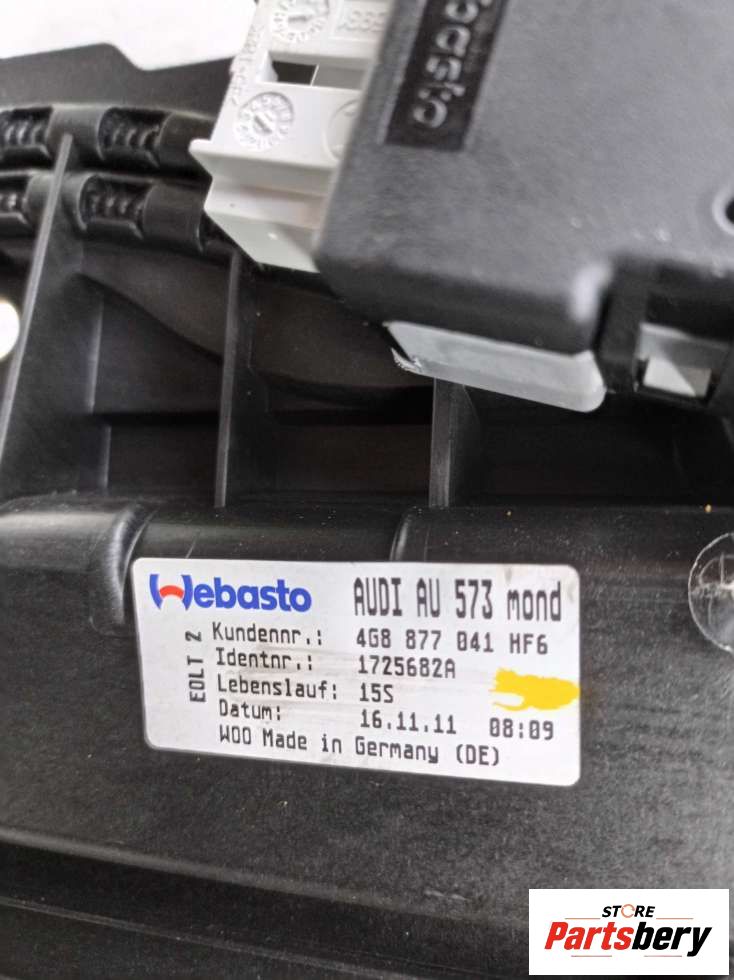 Webasto
AUDI AU 573 mond
EOLT 2
Kundennr.: 4G8 877 041 HF6
Identnr.: 1725682A
Lebenslauf: 15S
Datum: 16.11.11 08:09
W00 Made in Germany (DE)
STORE
Partsbery